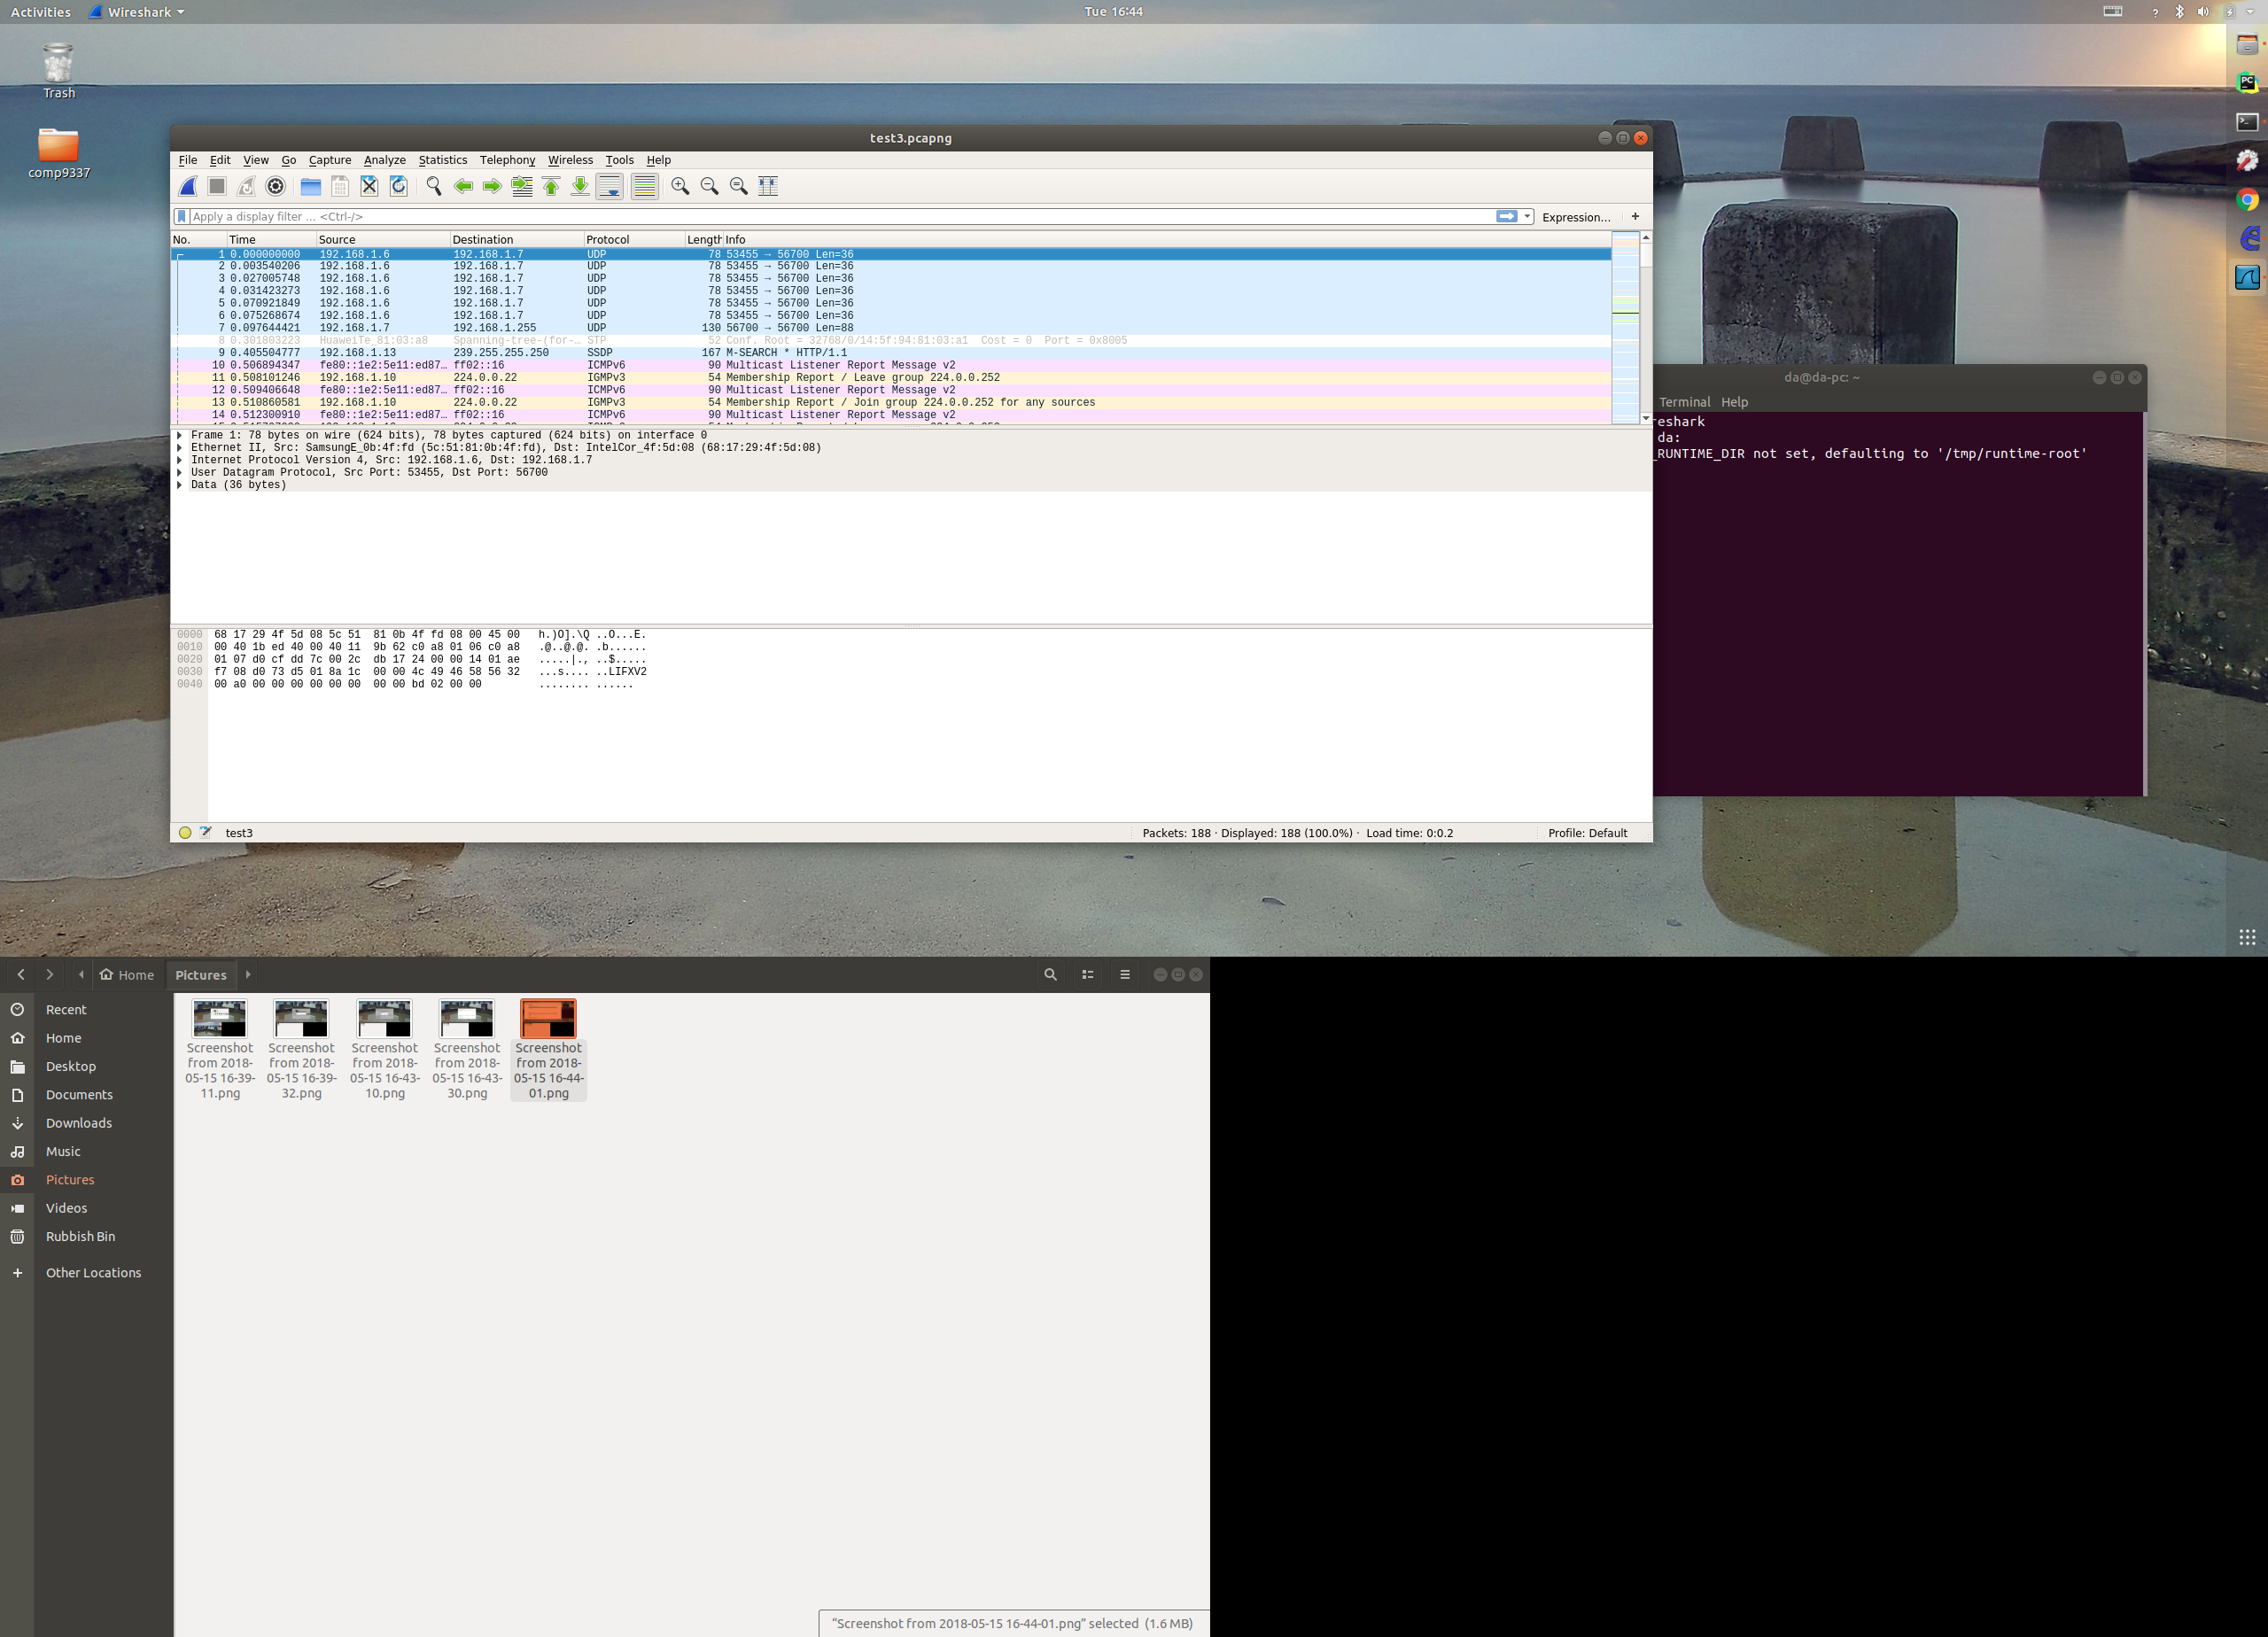 Activities Wireshark Tue 16:44 ?
Trash
comp9337
test3.pcapng
File Edit View Go Capture Analyze Statistics Telephony Wireless Tools Help
Apply a display filter ... <Ctrl-/> Expression... +
No. Time Source Destination Protocol Length Info
1 0.000000000 192.168.1.6 192.168.1.7 UDP 78 53455 → 56700 Len=36
2 0.003540206 192.168.1.6 192.168.1.7 UDP 78 53455 → 56700 Len=36
3 0.027005748 192.168.1.6 192.168.1.7 UDP 78 53455 → 56700 Len=36
4 0.031423273 192.168.1.6 192.168.1.7 UDP 78 53455 → 56700 Len=36
5 0.070921849 192.168.1.6 192.168.1.7 UDP 78 53455 → 56700 Len=36
6 0.075268674 192.168.1.6 192.168.1.7 UDP 78 53455 → 56700 Len=36
7 0.097644421 192.168.1.7 192.168.1.255 UDP 130 56700 → 56700 Len=88
8 0.301803223 HuaweiTe_81:03:a8 Spanning-tree-(for-… STP 52 Conf. Root = 32768/0/14:5f:94:81:03:a1 Cost = 0 Port = 0x8005
9 0.405504777 192.168.1.13 239.255.255.250 SSDP 167 M-SEARCH * HTTP/1.1
10 0.506894347 fe80::1e2:5e11:ed87… ff02::16 ICMPv6 90 Multicast Listener Report Message v2
11 0.508101246 192.168.1.10 224.0.0.22 IGMPv3 54 Membership Report / Leave group 224.0.0.252
12 0.509406648 fe80::1e2:5e11:ed87… ff02::16 ICMPv6 90 Multicast Listener Report Message v2
13 0.510860581 192.168.1.10 224.0.0.22 IGMPv3 54 Membership Report / Join group 224.0.0.252 for any sources
14 0.512300910 fe80::1e2:5e11:ed87… ff02::16 ICMPv6 90 Multicast Listener Report Message v2
Frame 1: 78 bytes on wire (624 bits), 78 bytes captured (624 bits) on interface 0
Ethernet II, Src: SamsungE_0b:4f:fd (5c:51:81:0b:4f:fd), Dst: IntelCor_4f:5d:08 (68:17:29:4f:5d:08)
Internet Protocol Version 4, Src: 192.168.1.6, Dst: 192.168.1.7
User Datagram Protocol, Src Port: 53455, Dst Port: 56700
Data (36 bytes)
0000 68 17 29 4f 5d 08 5c 51 81 0b 4f fd 08 00 45 00 h.)O].\Q ..O...E.
0010 00 40 1b ed 40 00 40 11 9b 62 c0 a8 01 06 c0 a8 .@..@.@. .b......
0020 01 07 d0 cf dd 7c 00 2c db 17 24 00 00 14 01 ae .....|., ..$.....
0030 f7 08 d0 73 d5 01 8a 1c 00 00 4c 49 46 58 56 32 ...s.... ..LIFXV2
0040 00 a0 00 00 00 00 00 00 00 00 bd 02 00 00 ........ ......
test3 Packets: 188 · Displayed: 188 (100.0%) · Load time: 0:0.2 Profile: Default
da@da-pc: ~
Terminal Help
reshark
da:
_RUNTIME_DIR not set, defaulting to '/tmp/runtime-root'
Home Pictures
Recent
Home
Desktop
Documents
Downloads
Music
Pictures
Videos
Rubbish Bin
Other Locations
Screenshot from 2018-05-15 16-39-11.png
Screenshot from 2018-05-15 16-39-32.png
Screenshot from 2018-05-15 16-43-10.png
Screenshot from 2018-05-15 16-43-30.png
Screenshot from 2018-05-15 16-44-01.png
“Screenshot from 2018-05-15 16-44-01.png” selected (1.6 MB)